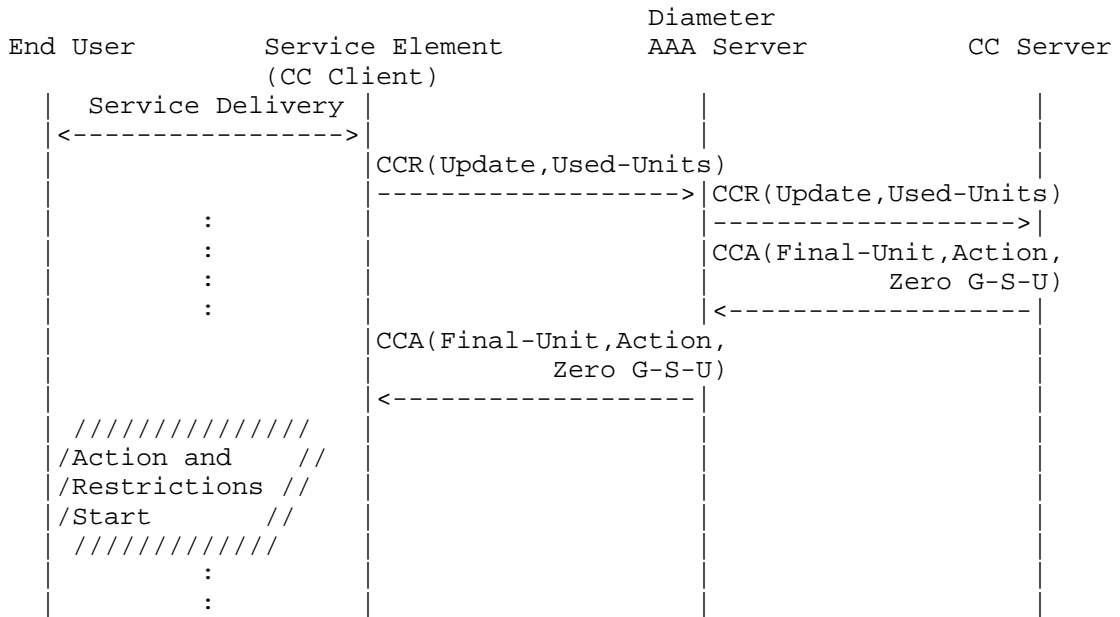 Diameter
End User Service Element AAA Server CC Server
(CC Client)
Service Delivery
CCR(Update,Used-Units)
CCR(Update,Used-Units)
CCA(Final-Unit,Action,
Zero G-S-U)
CCA(Final-Unit,Action,
Zero G-S-U)
Action and
Restrictions
Start